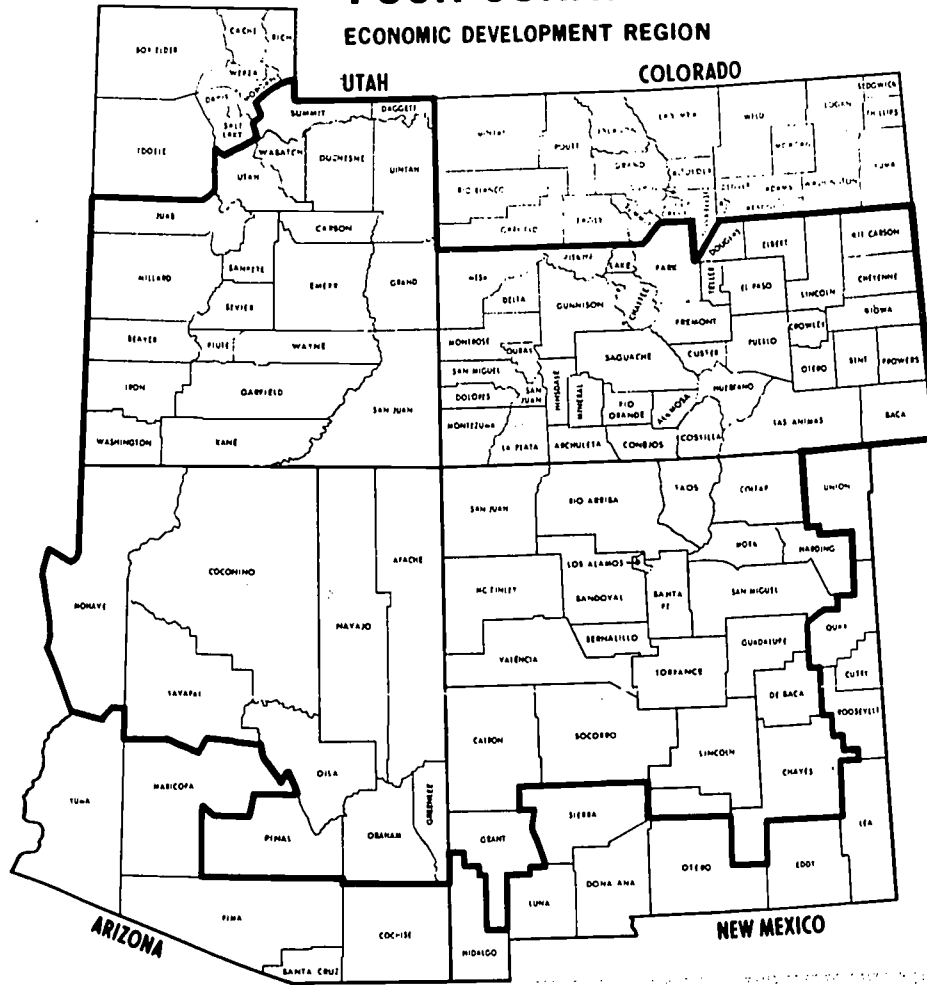 ECONOMIC DEVELOPMENT REGION
UTAH
COLORADO
BOX ELDER
CACHE
RICH
WEBER
DAVIS
MORGAN
SALT LAKE
TOOELE
SUMMIT
DAGGETT
WASATCH
DUCHESNE
UTAH
UINTAH
JUAB
CARBON
MILLARD
SANPETE
EMERY
GRAND
SEVIER
BEAVER
PIUTE
WAYNE
IRON
GARFIELD
SAN JUAN
WASHINGTON
KANE
MOFFAT
ROUTT
JACKSON
LARIMER
WELD
LOGAN
SEDGWICK
PHILLIPS
MORGAN
YUMA
GRAND
BOULDER
RIO BLANCO
ADAMS
WASHINGTON
GARFIELD
EAGLE
DOUGLAS
ELBERT
KIT CARSON
PITKIN
LAKE
PARK
MESA
DELTA
GUNNISON
CHAFFEE
TELLER
EL PASO
LINCOLN
CHEYENNE
FREMONT
KIOWA
MONTROSE
OURAY
SAGUACHE
CUSTER
PUEBLO
CROWLEY
OTERO
BENT
PROWERS
SAN MIGUEL
SAN JUAN
HINSDALE
MINERAL
RIO GRANDE
ALAMOSA
HUERFANO
DOLORES
MONTEZUMA
LA PLATA
ARCHULETA
CONEJOS
COSTILLA
LAS ANIMAS
BACA
MOHAVE
COCONINO
NAVAJO
APACHE
YAVAPAI
GILA
MARICOPA
YUMA
PINAL
GRAHAM
GREENLEE
PIMA
COCHISE
SANTA CRUZ
ARIZONA
SAN JUAN
RIO ARRIBA
TAOS
COLFAX
UNION
MORA
HARDING
LOS ALAMOS
MC KINLEY
SANDOVAL
SANTA FE
SAN MIGUEL
BERNALILLO
VALENCIA
TORRANCE
GUADALUPE
QUAY
CURRY
DE BACA
ROOSEVELT
CATRON
SOCORRO
LINCOLN
CHAVES
LEA
GRANT
SIERRA
OTERO
EDDY
LUNA
DONA ANA
HIDALGO
NEW MEXICO